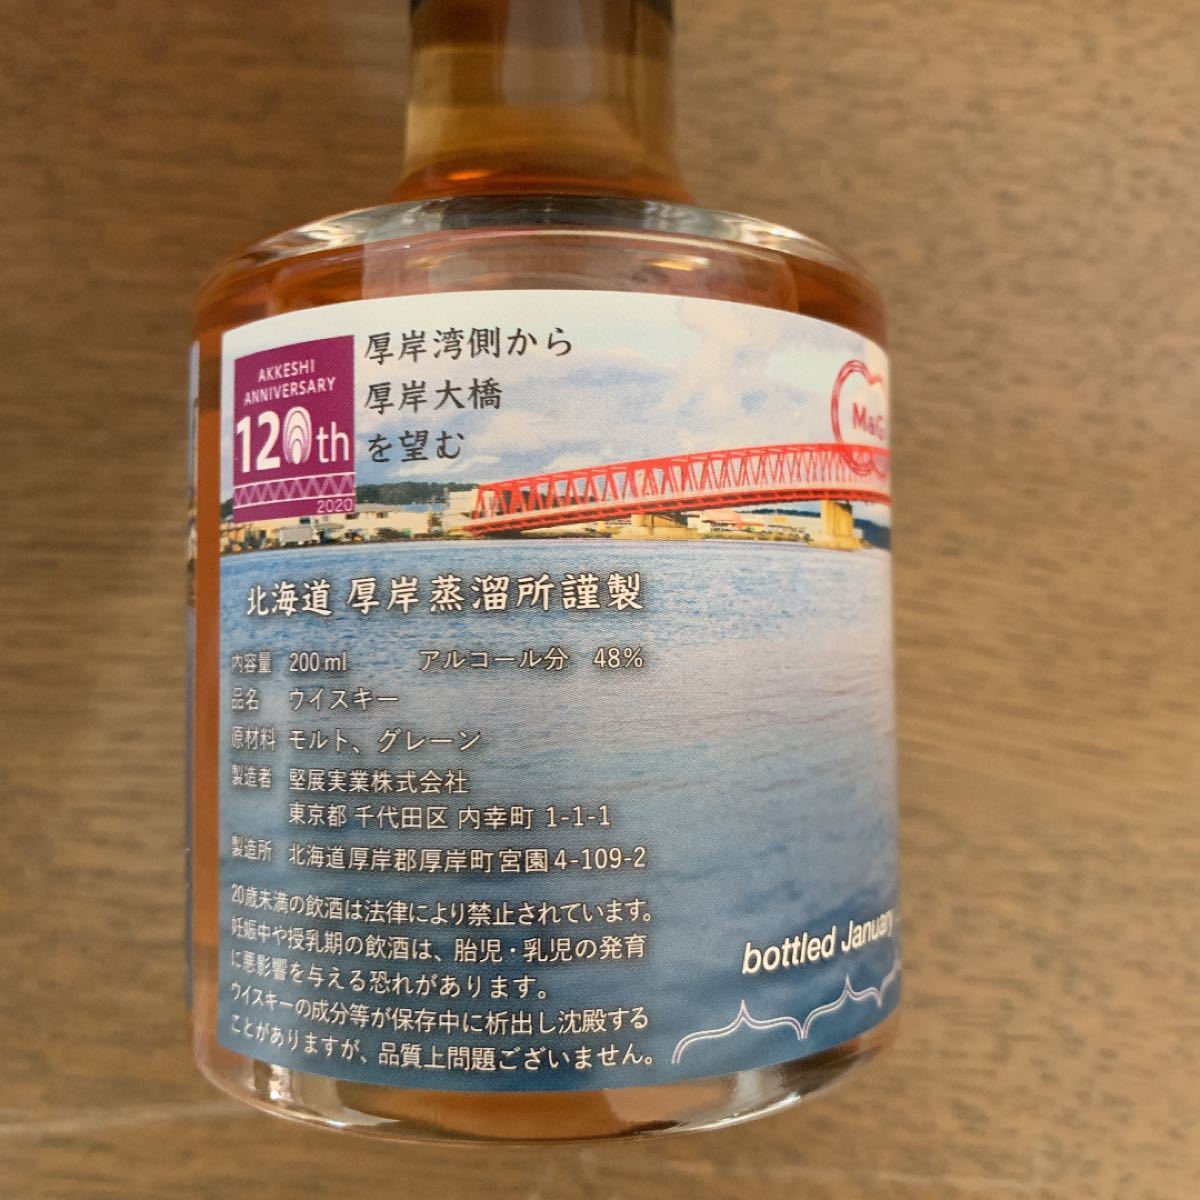 AKKESHI
ANNIVERSARY
120th
2020
厚岸湾側から
厚岸大橋
を望む
北海道 厚岸蒸溜所謹製
内容量 200ml アルコール分 48%
品名 ウイスキー
原材料 モルト、グレーン
製造者 堅展実業株式会社
東京都 千代田区 内幸町 1-1-1
製造所 北海道厚岸郡厚岸町宮園4-109-2
20歳未満の飲酒は法律により禁止されています。
妊娠中や授乳期の飲酒は、胎児・乳児の発育
に悪影響を与える恐れがあります。
ウイスキーの成分等が保存中に析出し沈殿する
ことがありますが、品質上問題ございません。
bottled January